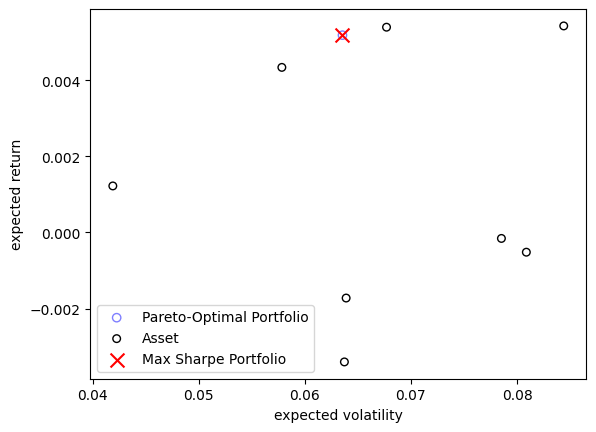 0.004
0.002
0.000
−0.002
expected return
Pareto-Optimal Portfolio
Asset
Max Sharpe Portfolio
0.04 0.05 0.06 0.07 0.08
expected volatility